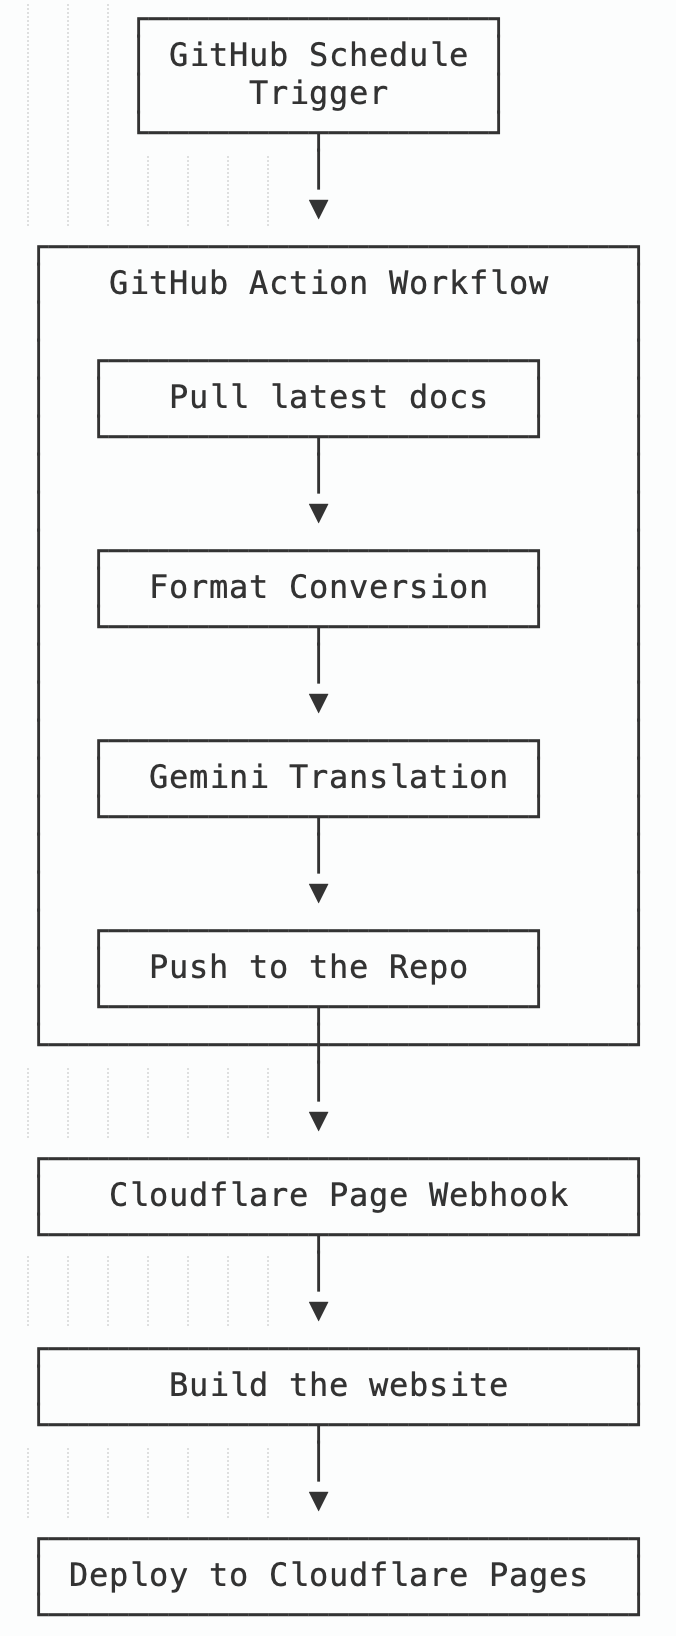 GitHub Schedule
Trigger
GitHub Action Workflow
Pull latest docs
Format Conversion
Gemini Translation
Push to the Repo
Cloudflare Page Webhook
Build the website
Deploy to Cloudflare Pages